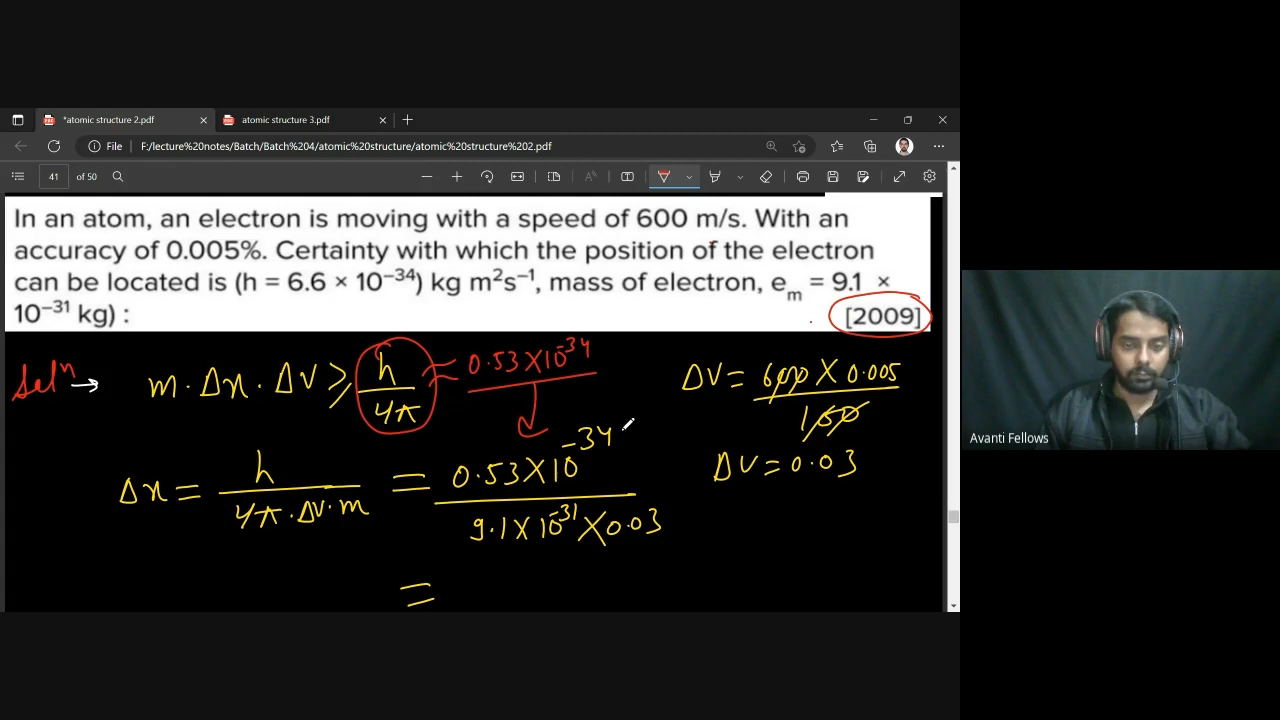 *atomic structure 2.pdf
atomic structure 3.pdf
File F:/lecture%20notes/Batch/Batch%204/atomic%20structure/atomic%20structure%202.pdf
41 of 50
In an atom, an electron is moving with a speed of 600 m/s. With an
accuracy of 0.005%. Certainty with which the position of the electron
can be located is (h = 6.6 × 10⁻³⁴) kg m²s⁻¹, mass of electron, eₘ = 9.1 ×
10⁻³¹ kg) : [2009]
Solⁿ → m·Δx·ΔV ≥ h/4π ≈ 0.53×10⁻³⁴
ΔV = 600 × 0.005/100
ΔV = 0.03
Δx = h/4π·ΔV·m = 0.53×10⁻³⁴/9.1×10⁻³¹×0.03
=
Avanti Fellows